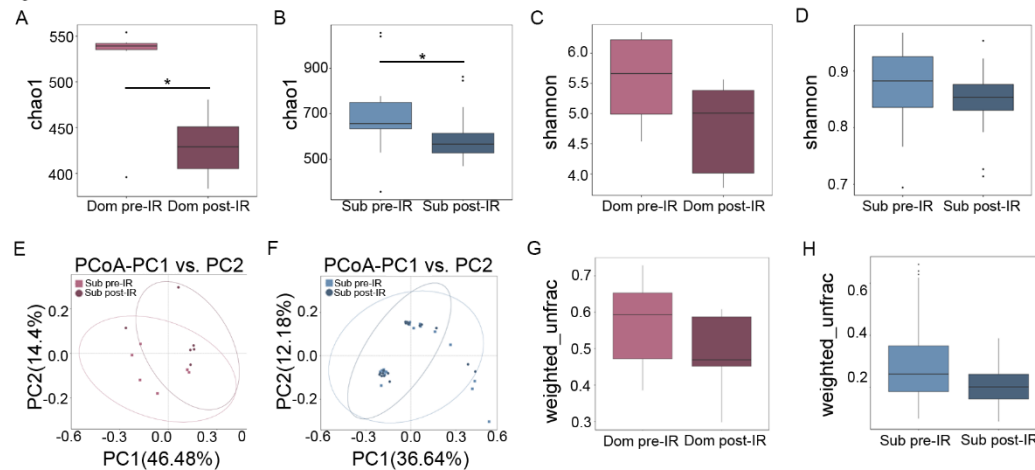 A
chao1
550
500
450
400
*
Dom pre-IR Dom post-IR
B
chao1
900
700
500
*
Sub pre-IR Sub post-IR
C
shannon
6.0
5.5
5.0
4.5
4.0
Dom pre-IR Dom post-IR
D
shannon
0.9
0.8
0.7
Sub pre-IR Sub post-IR
E
PCoA-PC1 vs. PC2
Sub pre-IR
Sub post-IR
PC2(14.4%)
0.2
0.0
-0.2
-0.6 -0.3 0.0 0.3 0
PC1(46.48%)
F
PCoA-PC1 vs. PC2
Sub pre-IR
Sub post-IR
PC2(12.18%)
0.2
0.0
-0.2
-0.6 -0.3 0.0 0.3 0.6
PC1(36.64%)
G
weighted_unfrac
0.7
0.6
0.5
0.4
0.3
Dom pre-IR Dom post-IR
H
weighted_unfrac
0.6
0.4
0.2
Sub pre-IR Sub post-IR